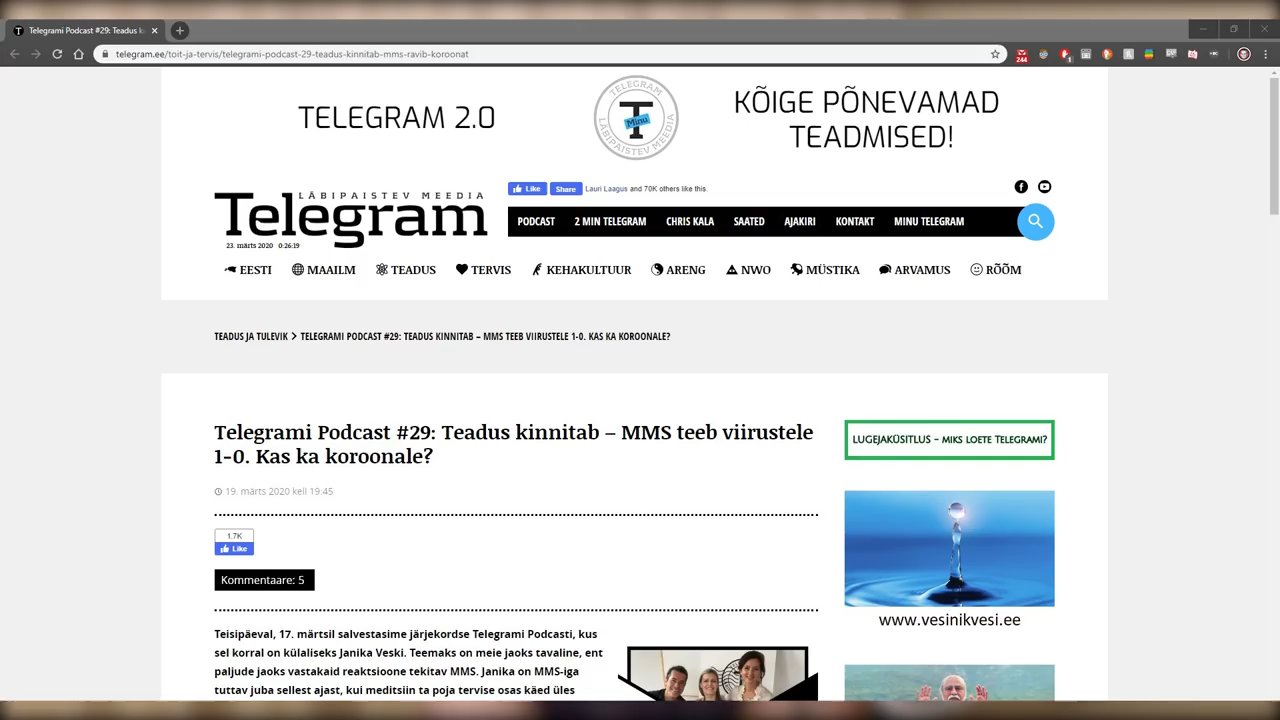 Telegrami Podcast #29: Teadus k
telegram.ee/toit-ja-tervis/telegrami-podcast-29-teadus-kinnitab-mms-ravib-koroonat
244
1
TELEGRAM 2.0
TELEGRAM
Minu
LÄBIPAISTEV MEEDIA
KÕIGE PÕNEVAMAD
TEADMISED!
LÄBIPAISTEV MEEDIA
Telegram
23. märts 2020 0:26:19
Like Share Lauri Laagus and 70K others like this.
PODCAST 2 MIN TELEGRAM CHRIS KALA SAATED AJAKIRI KONTAKT MINU TELEGRAM
EESTI MAAILM TEADUS TERVIS KEHAKULTUUR ARENG NWO MÜSTIKA ARVAMUS RÕÕM
TEADUS JA TULEVIK > TELEGRAMI PODCAST #29: TEADUS KINNITAB – MMS TEEB VIIRUSTELE 1-0. KAS KA KOROONALE?
Telegrami Podcast #29: Teadus kinnitab – MMS teeb viirustele
1-0. Kas ka koroonale?
19. märts 2020 kell 19:45
1.7K
Like
Kommentaare: 5
Teisipäeval, 17. märtsil salvestasime järjekordse Telegrami Podcasti, kus
sel korral on külaliseks Janika Veski. Teemaks on meie jaoks tavaline, ent
paljude jaoks vastakaid reaktsioone tekitav MMS. Janika on MMS-iga
tuttav juba sellest ajast, kui meditsiin ta poja tervise osas käed üles
LUGEJAKÜSITLUS - MIKS LOETE TELEGRAMI?
www.vesinikvesi.ee